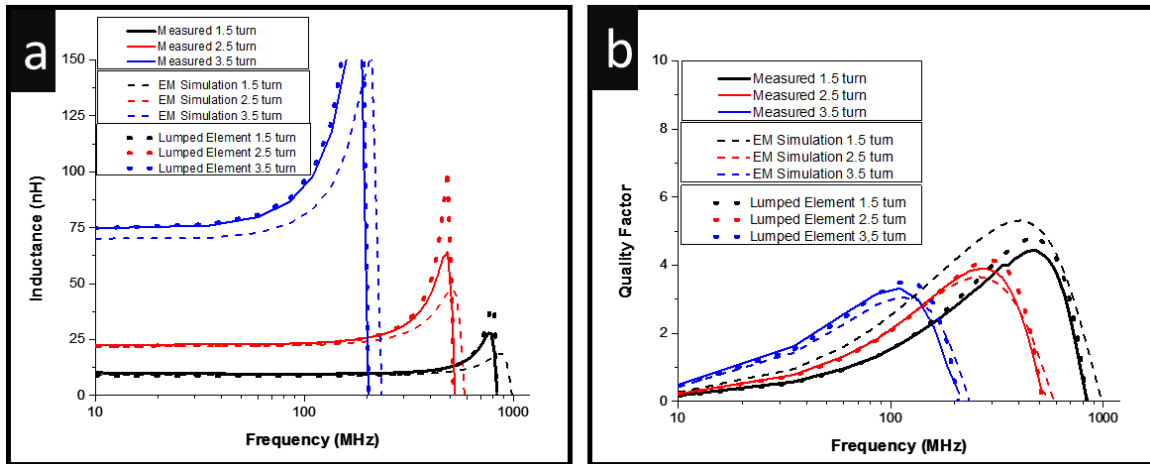 a
Measured 1.5 turn
Measured 2.5 turn
Measured 3.5 turn
EM Simulation 1.5 turn
EM Simulation 2.5 turn
EM Simulation 3.5 turn
Lumped Element 1.5 turn
Lumped Element 2.5 turn
Lumped Element 3.5 turn
150
125
100
75
50
25
0
Inductance (nH)
10
100
1000
Frequency (MHz)
b
Measured 1.5 turn
Measured 2.5 turn
Measured 3.5 turn
EM Simulation 1.5 turn
EM Simulation 2.5 turn
EM Simulation 3.5 turn
Lumped Element 1.5 turn
Lumped Element 2.5 turn
Lumped Element 3,5 turn
10
8
6
4
2
0
Quality Factor
10
100
1000
Frequency (MHz)